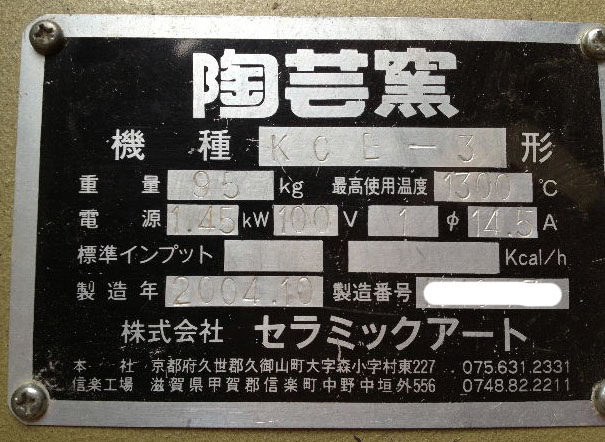 陶芸窯
機種 KCE-3 形
重量 95 kg 最高使用温度 1300 ℃
電源 1.45 kW 100 V 1 φ 14.5 A
標準インプット Kcal/h
製造年 2004.10 製造番号
株式会社 セラミックアート
本社 京都府久世郡久御山町大字森小字村東227 075.631.2331
信楽工場 滋賀県甲賀郡信楽町中野中垣外556 0748.82.2211